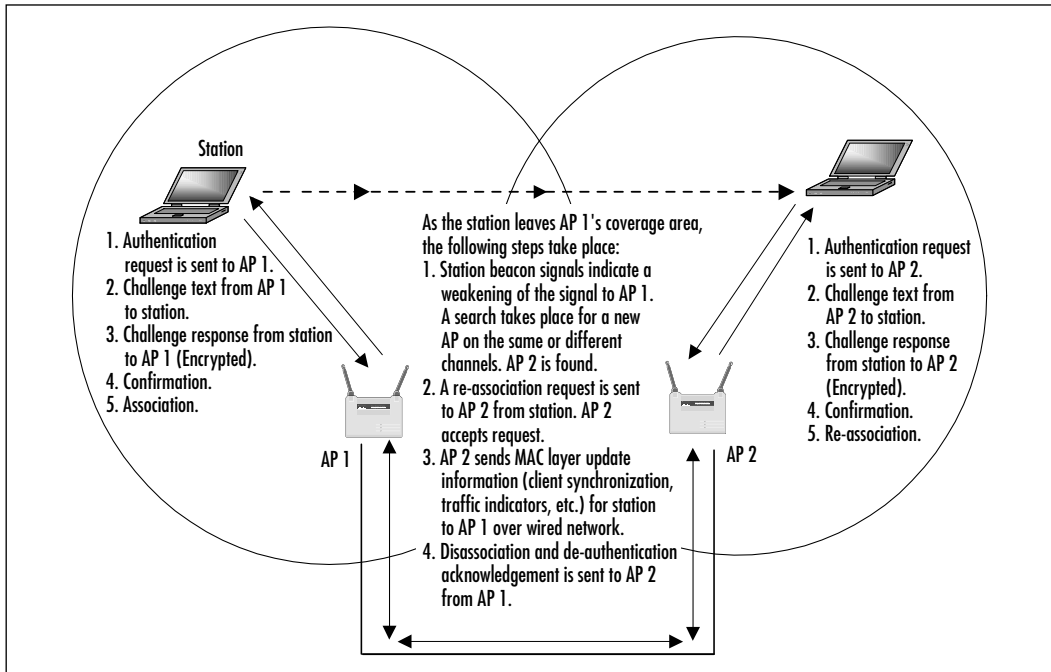 Station
1. Authentication
request is sent to AP 1.
2. Challenge text from AP 1
to station.
3. Challenge response from station
to AP 1 (Encrypted).
4. Confirmation.
5. Association.
AP 1
As the station leaves AP 1's coverage area,
the following steps take place:
1. Station beacon signals indicate a
weakening of the signal to AP 1.
A search takes place for a new
AP on the same or different
channels. AP 2 is found.
2. A re-association request is sent
to AP 2 from station. AP 2
accepts request.
3. AP 2 sends MAC layer update
information (client synchronization,
traffic indicators, etc.) for station
to AP 1 over wired network.
4. Disassociation and de-authentication
acknowledgement is sent to AP 2
from AP 1.
AP 2
1. Authentication request
is sent to AP 2.
2. Challenge text from
AP 2 to station.
3. Challenge response
from station to AP 2
(Encrypted).
4. Confirmation.
5. Re-association.